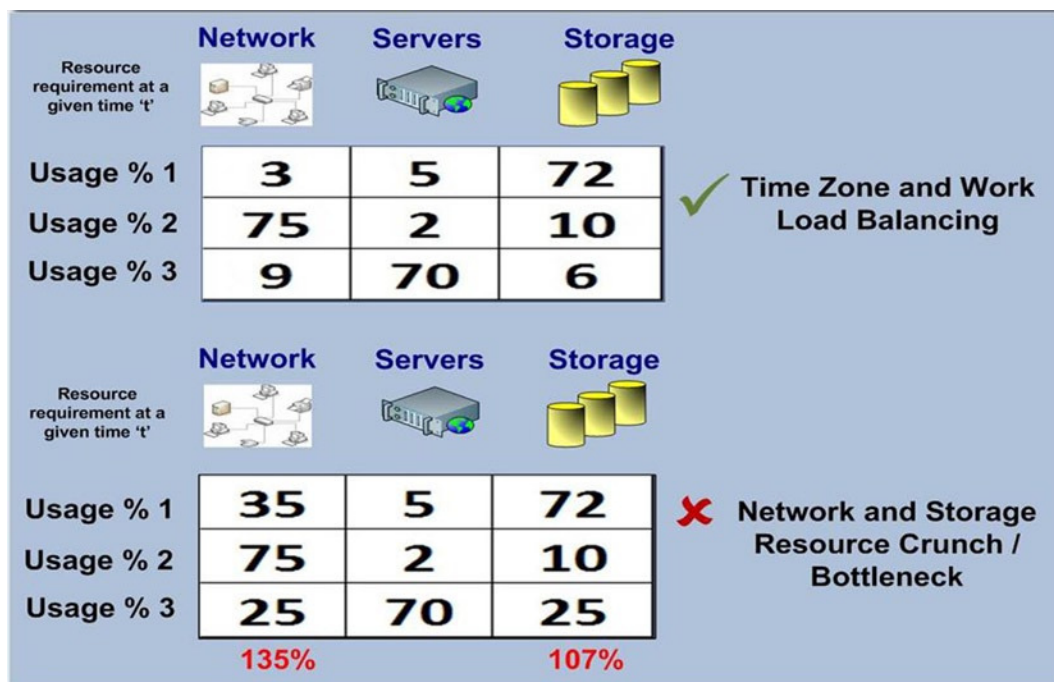 Network Servers Storage
Resource
requirement at a
given time ‘t’
Usage % 1 3 5 72
Usage % 2 75 2 10
Usage % 3 9 70 6
Time Zone and Work
Load Balancing
Network Servers Storage
Resource
requirement at a
given time ‘t’
Usage % 1 35 5 72
Usage % 2 75 2 10
Usage % 3 25 70 25
135% 107%
Network and Storage
Resource Crunch /
Bottleneck